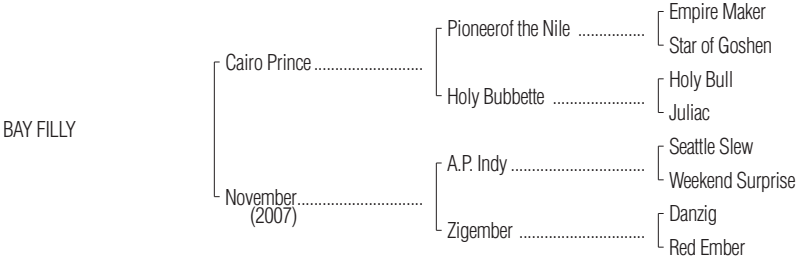 Empire Maker
Pioneerof the Nile ................
Star of Goshen
Cairo Prince ..........................
Holy Bull
Holy Bubbette ......................
Juliac
BAY FILLY
Seattle Slew
A.P. Indy ................................
Weekend Surprise
November..............................
(2007)
Danzig
Zigember ..............................
Red Ember